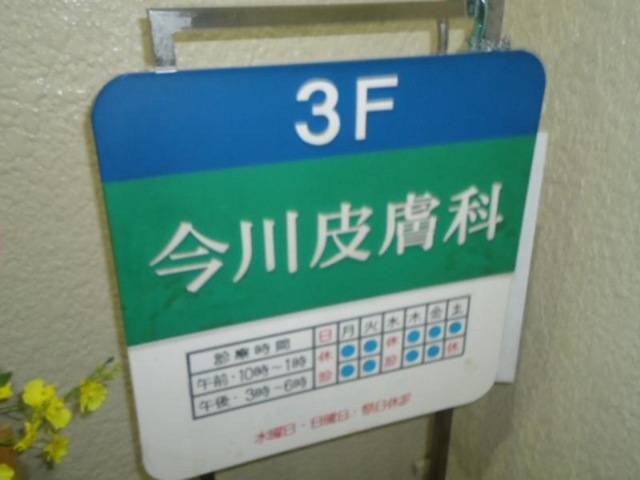 3F
今川皮膚科
診療時間 日 月 火 水 木 金 土
午前・10時〜1時 休 ● ● 休 ● ● ●
午後・3時〜6時 診 ● ● 診 ● ● 休
水曜日・日曜日・祭日休診